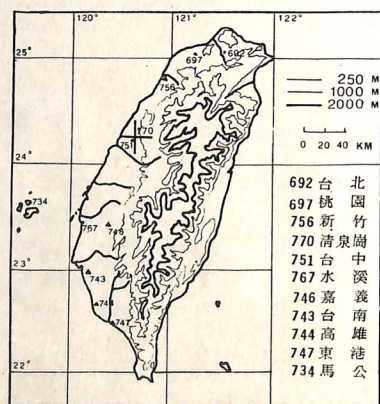 120° 121° 122°
25°
24°
23°
22°
697
692
756
770
751
734
767
746
743
744
747
250 M
1000 M
2000 M
0 20 40 KM
692 台北
697 桃園
756 新竹
770 清泉崗
751 台中
767 水溪
746 嘉義
743 台南
744 高雄
747 東港
734 馬公